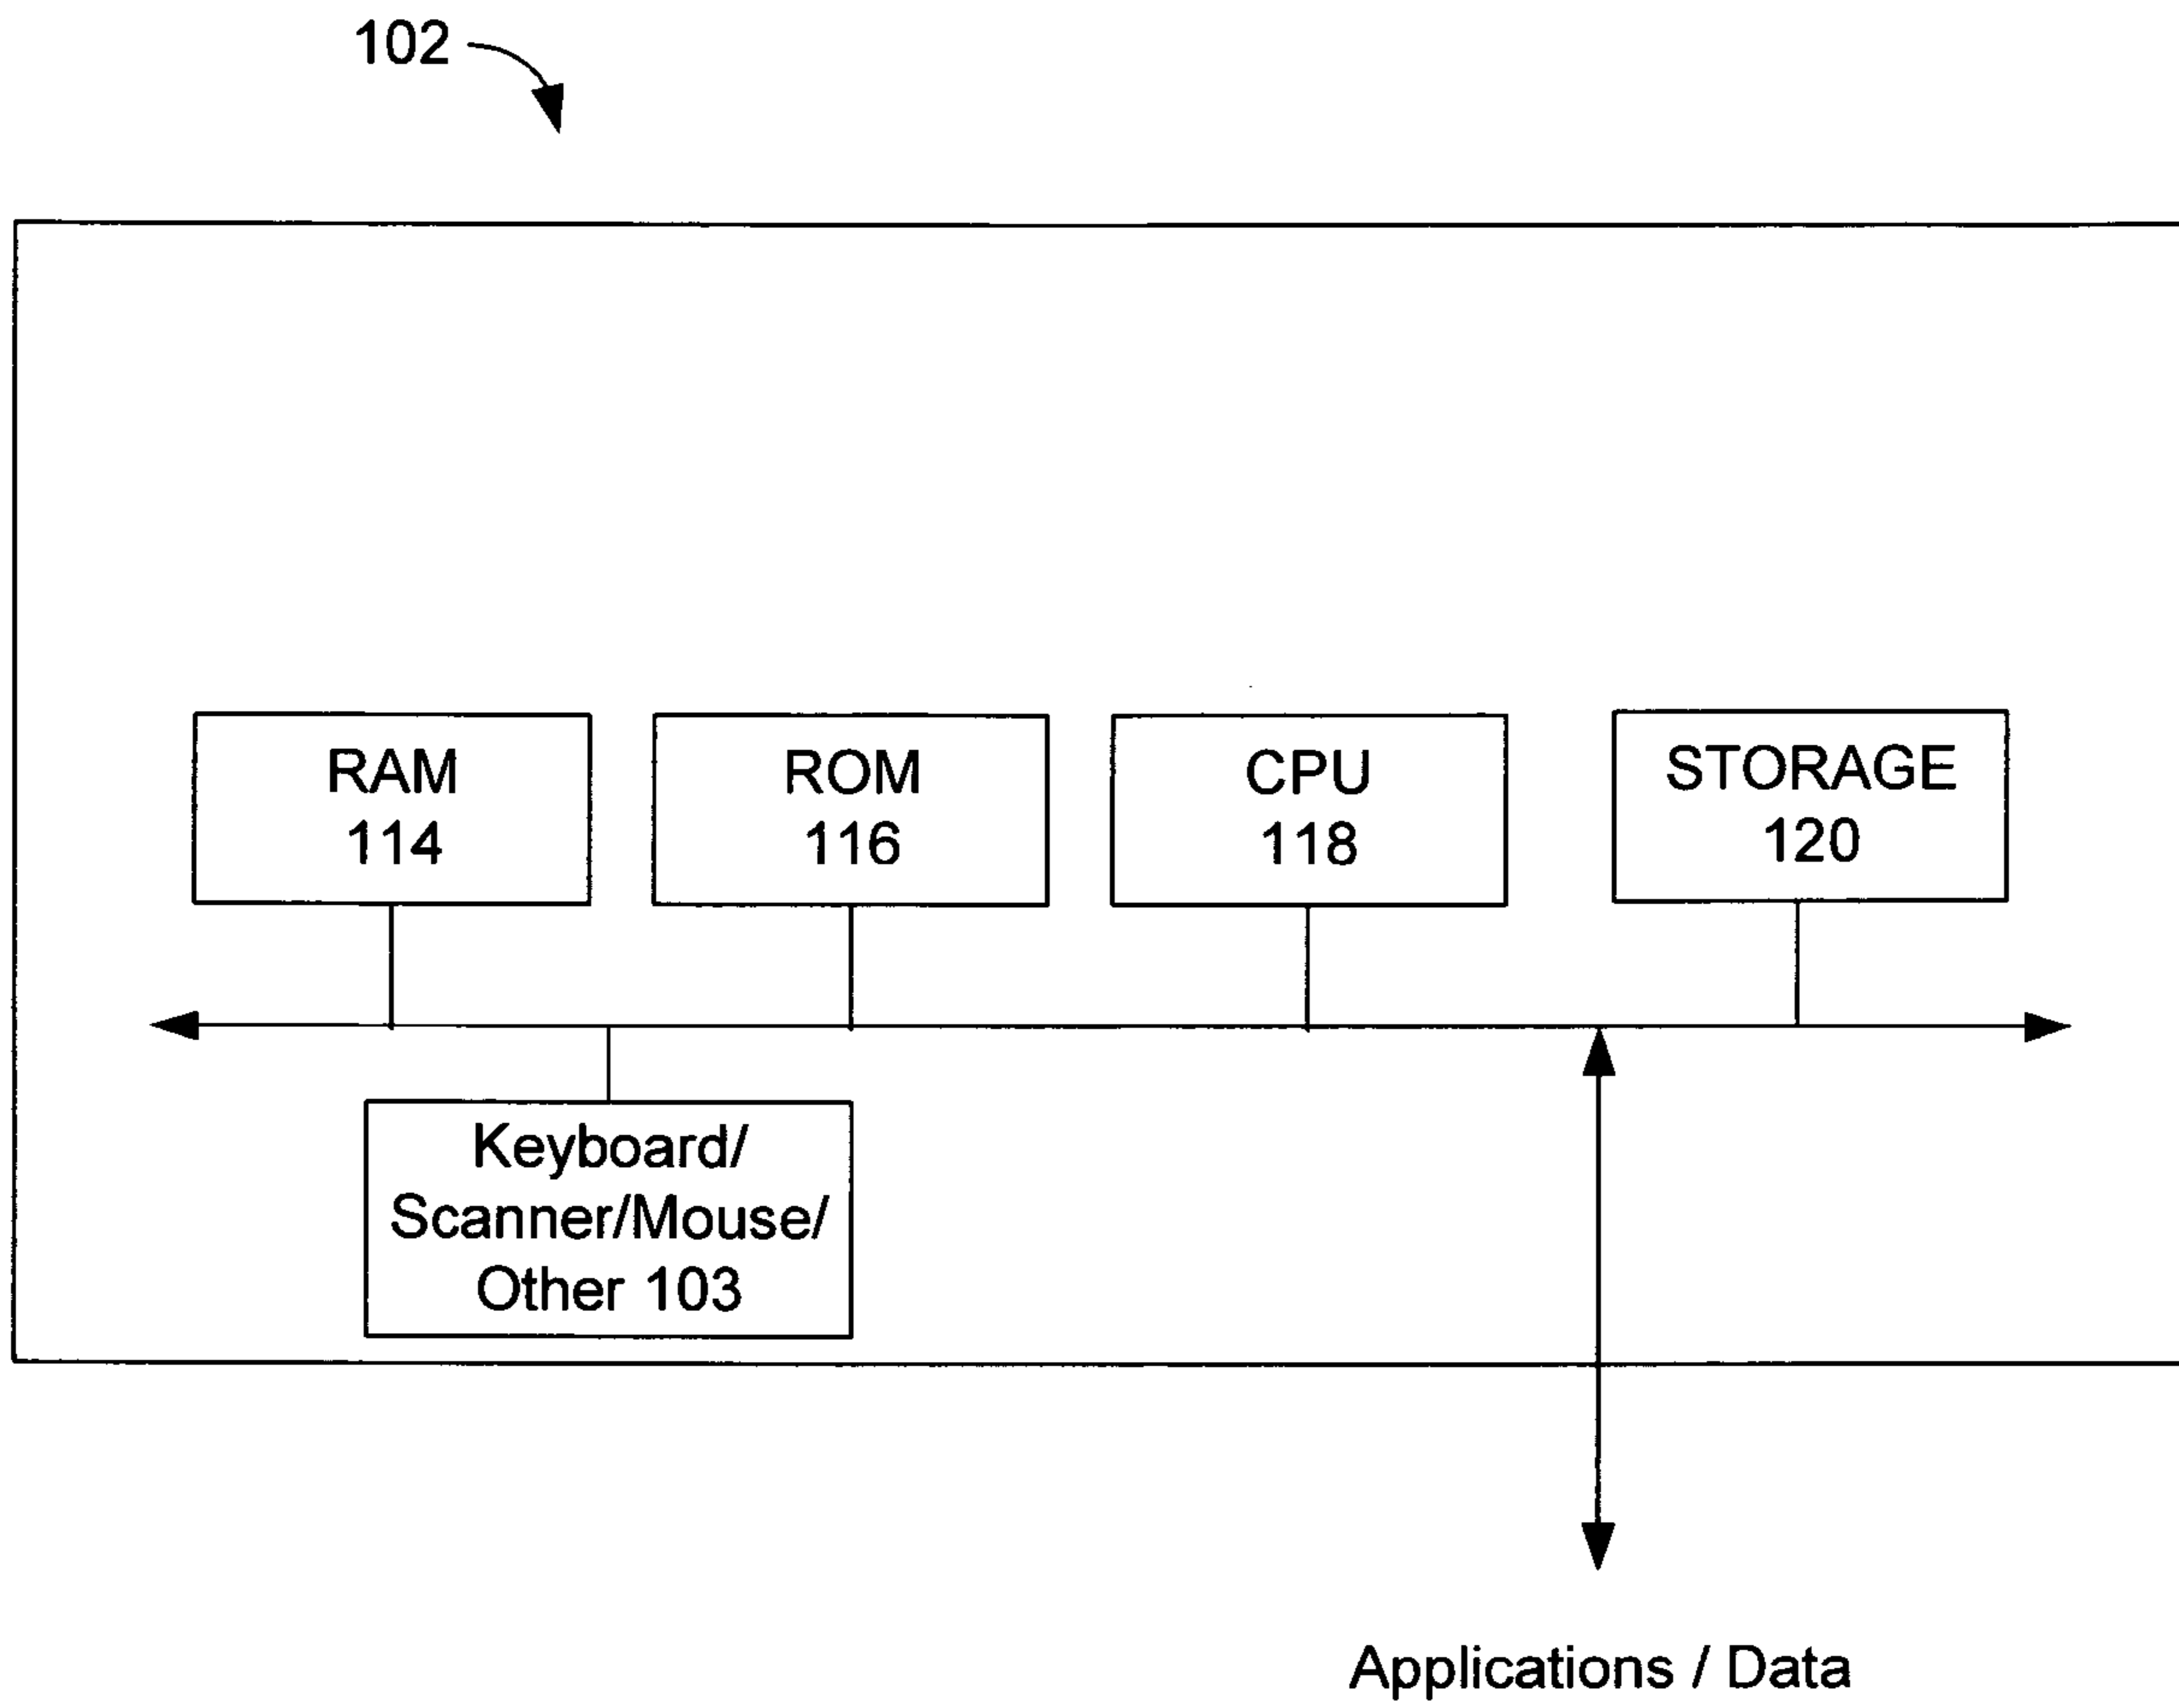 102
RAM
114
ROM
116
CPU
118
STORAGE
120
Keyboard/
Scanner/Mouse/
Other 103
Applications / Data